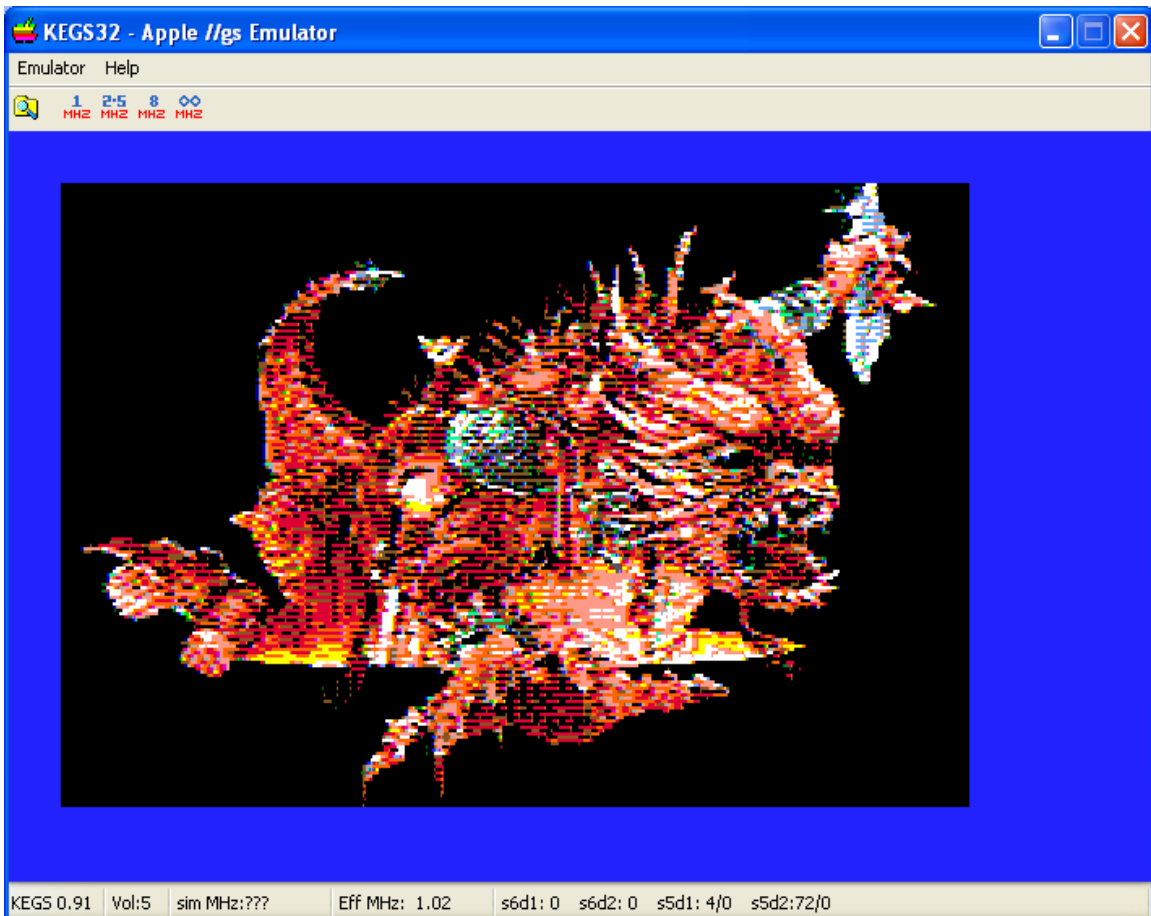 KEGS32 - Apple //gs Emulator
Emulator Help
1 MHZ 2·5 MHZ 8 MHZ ∞ MHZ
KEGS 0.91 Vol:5 sim MHz:??? Eff MHz: 1.02 s6d1: 0 s6d2: 0 s5d1: 4/0 s5d2:72/0